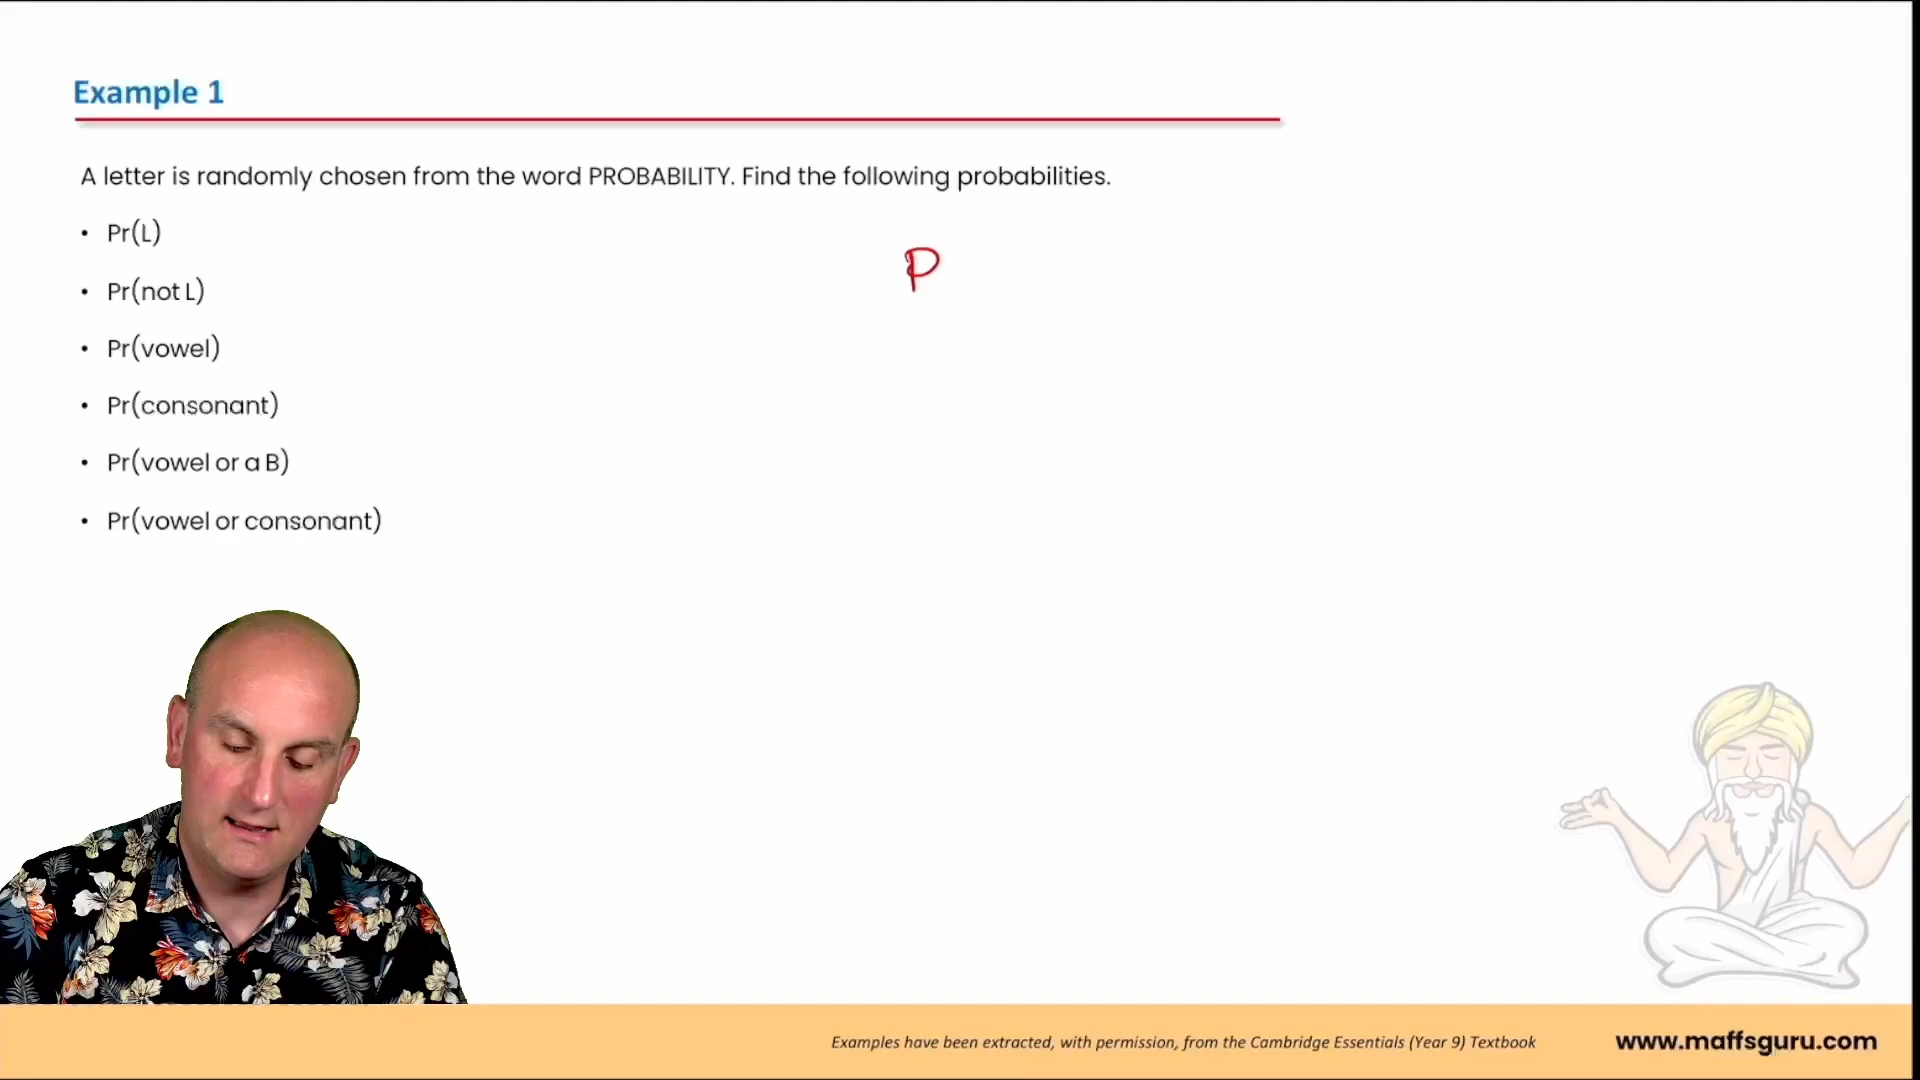 Example 1
A letter is randomly chosen from the word PROBABILITY. Find the following probabilities.
• Pr(L)
P
• Pr(not L)
• Pr(vowel)
• Pr(consonant)
• Pr(vowel or a B)
• Pr(vowel or consonant)
Examples have been extracted, with permission, from the Cambridge Essentials (Year 9) Textbook
www.maffsguru.com